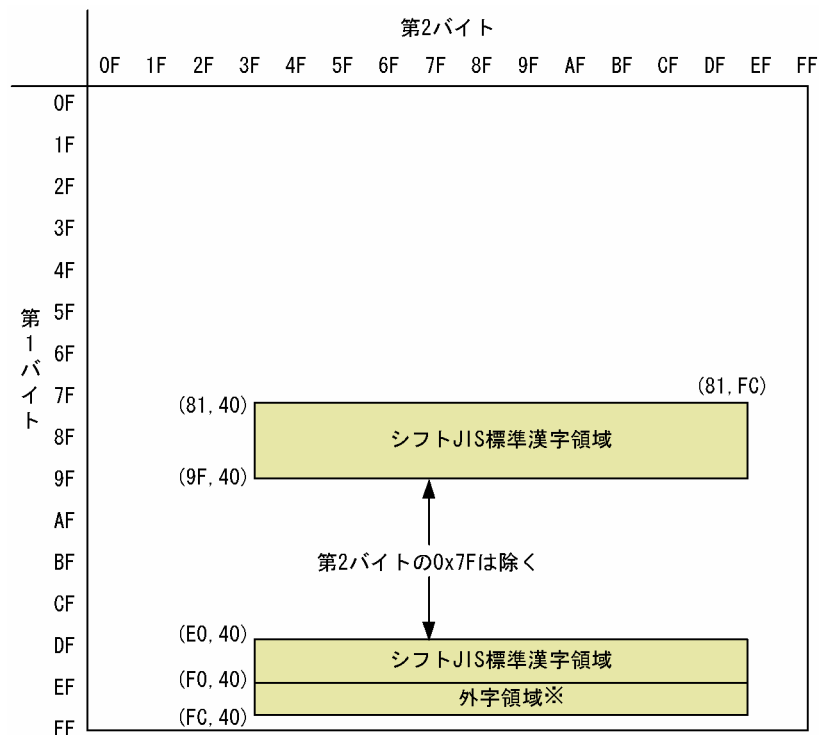 第2バイト
0F 1F 2F 3F 4F 5F 6F 7F 8F 9F AF BF CF DF EF FF
第1バイト
0F
1F
2F
3F
4F
5F
6F
7F
8F
9F
AF
BF
CF
DF
EF
FF
(81,40)
(81,FC)
シフトJIS標準漢字領域
(9F,40)
第2バイトの0x7Fは除く
(E0,40)
シフトJIS標準漢字領域
(F0,40)
外字領域※
(FC,40)